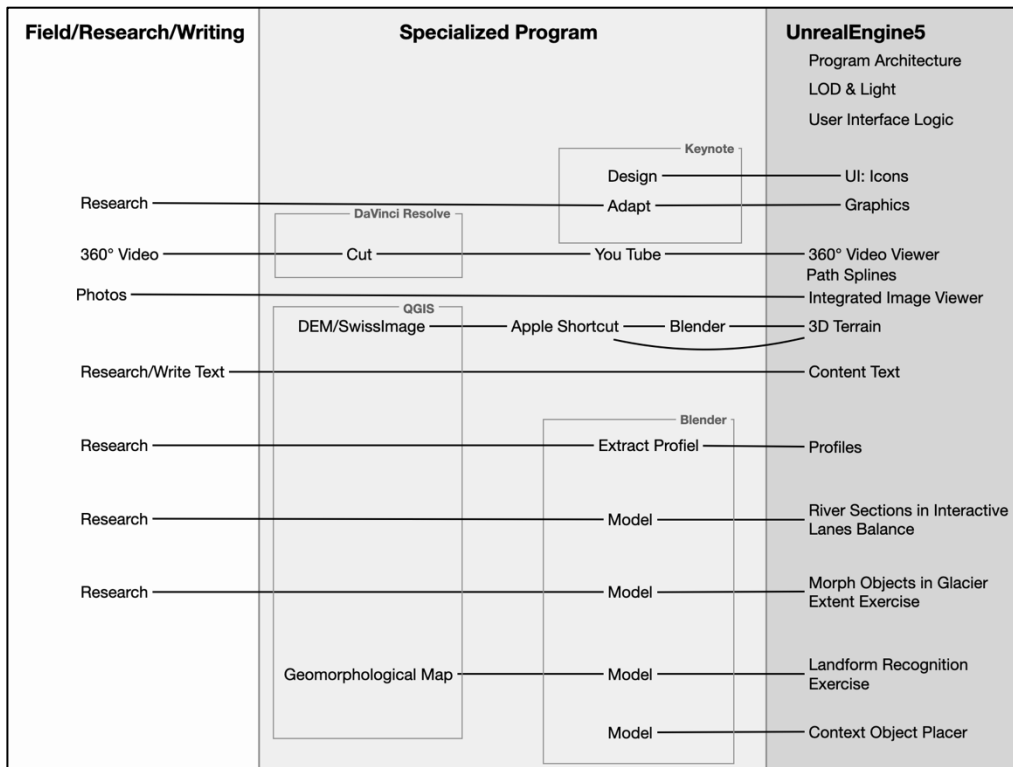 Field/Research/Writing Specialized Program UnrealEngine5
Program Architecture
LOD & Light
User Interface Logic
Keynote
Design UI: Icons
Research Adapt Graphics
DaVinci Resolve
360° Video Cut You Tube 360° Video Viewer
Path Splines
Photos Integrated Image Viewer
QGIS
DEM/SwissImage Apple Shortcut Blender 3D Terrain
Research/Write Text Content Text
Blender
Research Extract Profiel Profiles
Research Model River Sections in Interactive
Lanes Balance
Research Model Morph Objects in Glacier
Extent Exercise
Geomorphological Map Model Landform Recognition
Exercise
Model Context Object Placer